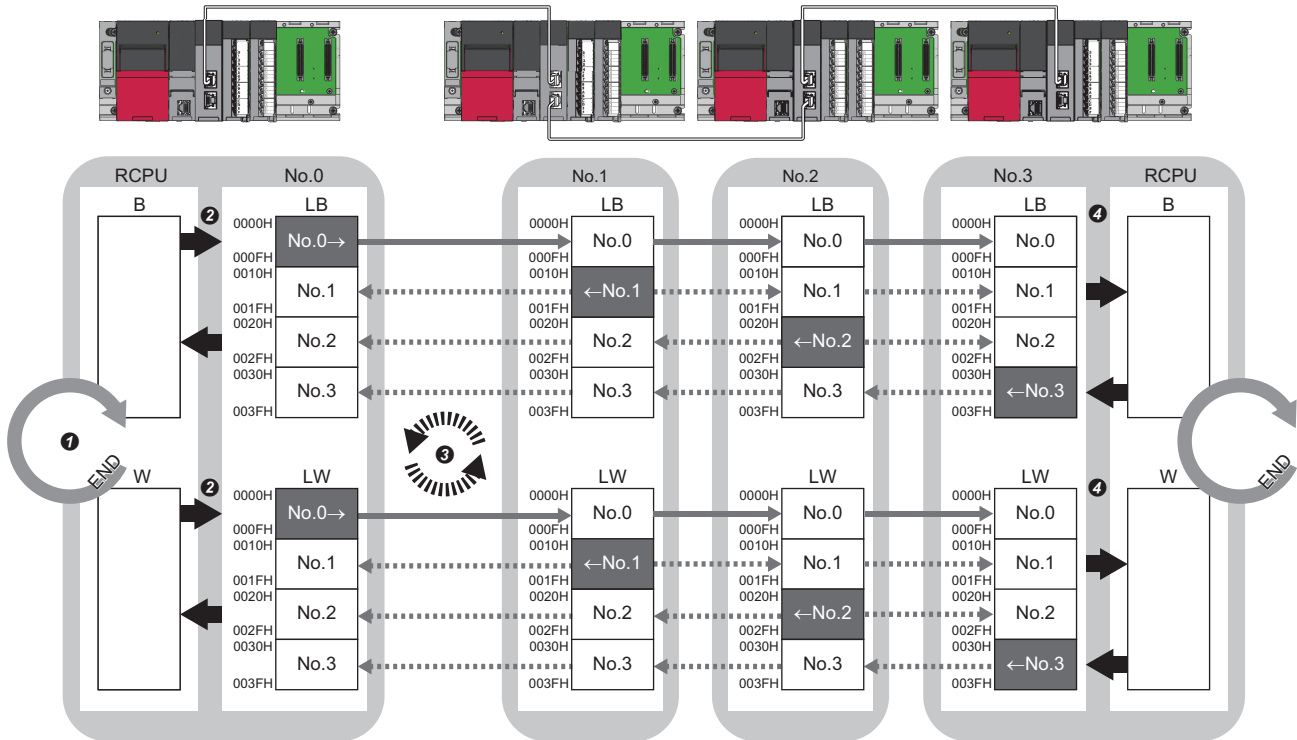 RCPU No.0 No.1 No.2 No.3 RCPU
B LB LB LB LB B
❷ ❹
0000H 0000H 0000H 0000H
No.0→ No.0 No.0 No.0
000FH 000FH 000FH 000FH
0010H 0010H 0010H 0010H
No.1 ←No.1 No.1 No.1
001FH 001FH 001FH 001FH
0020H 0020H 0020H 0020H
No.2 No.2 ←No.2 No.2
002FH 002FH 002FH 002FH
0030H 0030H 0030H 0030H
No.3 No.3 No.3 ←No.3
003FH 003FH 003FH 003FH
❶ ❸
END END
W LW LW LW LW W
❷ ❹
0000H 0000H 0000H 0000H
No.0→ No.0 No.0 No.0
000FH 000FH 000FH 000FH
0010H 0010H 0010H 0010H
No.1 ←No.1 No.1 No.1
001FH 001FH 001FH 001FH
0020H 0020H 0020H 0020H
No.2 No.2 ←No.2 No.2
002FH 002FH 002FH 002FH
0030H 0030H 0030H 0030H
No.3 No.3 No.3 ←No.3
003FH 003FH 003FH 003FH